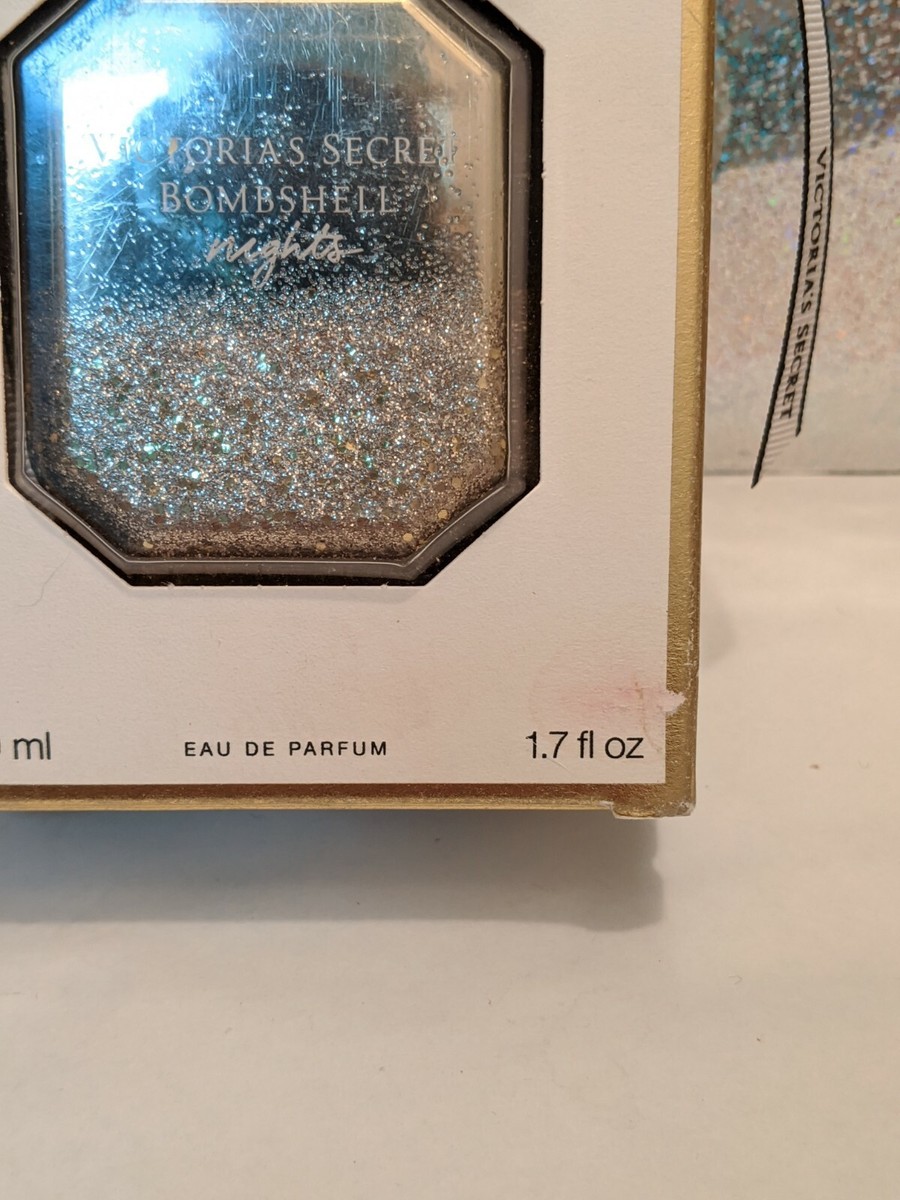 VICTORIA'S SECRET
BOMBSHELL
nights
ml
EAU DE PARFUM
1.7 fl oz
VICTORIA'S SECRET